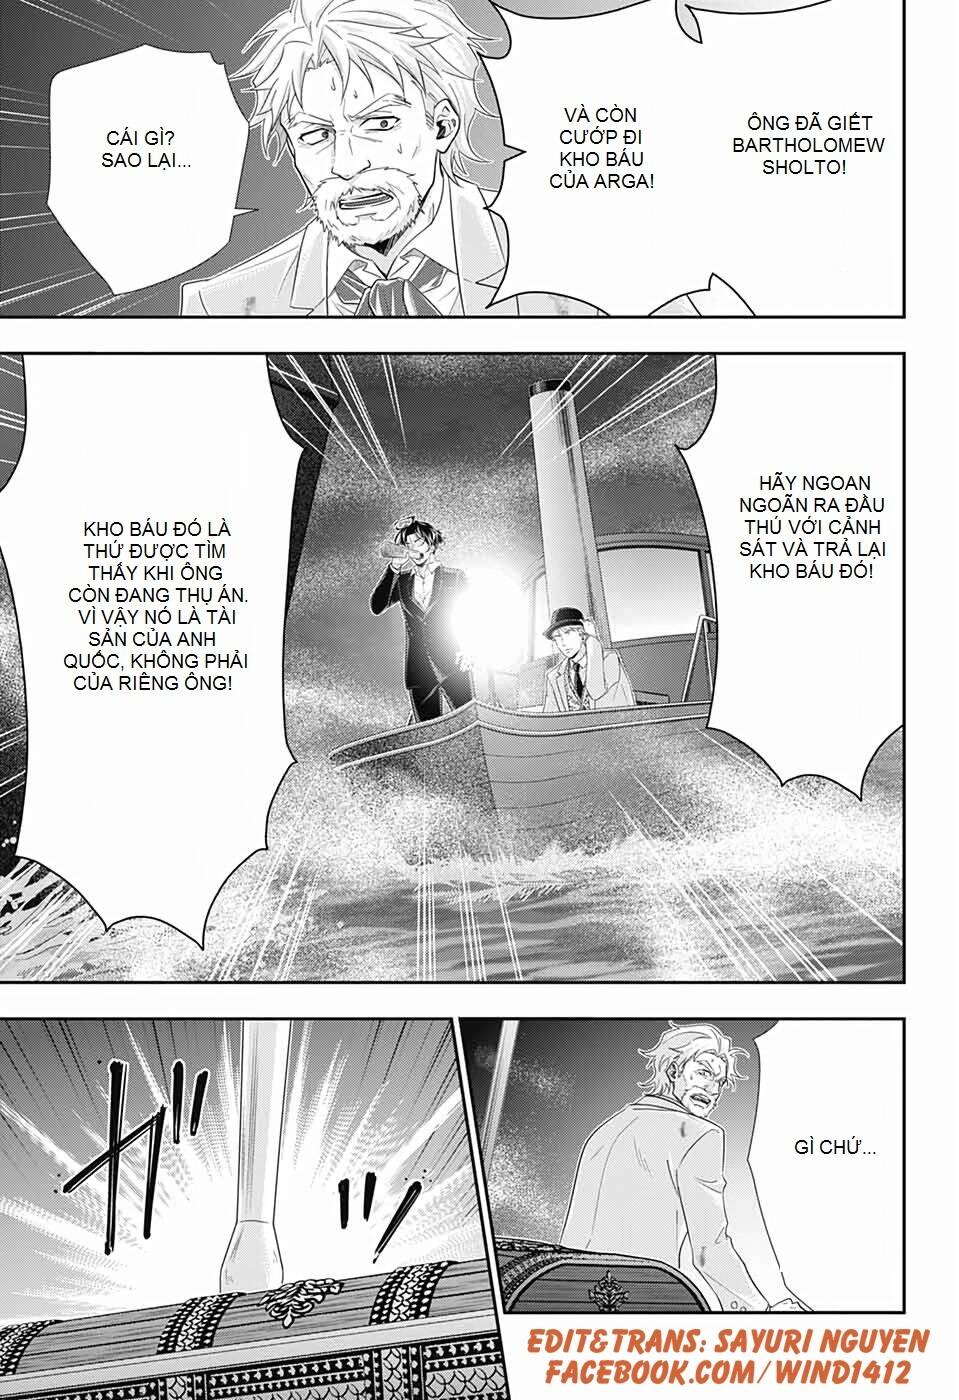 ÔNG ĐÃ GIẾT
BARTHOLOMEW
SHOLTO!
VÀ CÒN
CƯỚP ĐI
KHO BÁU
CỦA ARGA!
CÁI GÌ?
SAO LẠI...
HÃY NGOAN
NGOÃN RA ĐẦU
THÚ VỚI CẢNH
SÁT VÀ TRẢ LẠI
KHO BÁU ĐÓ!
KHO BÁU ĐÓ LÀ
THỨ ĐƯỢC TÌM
THẤY KHI ÔNG
CÒN ĐANG THỤ ÁN.
VÌ VẬY NÓ LÀ TÀI
SẢN CỦA ANH
QUỐC, KHÔNG PHẢI
CỦA RIÊNG ÔNG!
GÌ CHỨ...
ガッ
EDIT&TRANS: SAYURI NGUYEN
FACEBOOK.COM/WIND1412